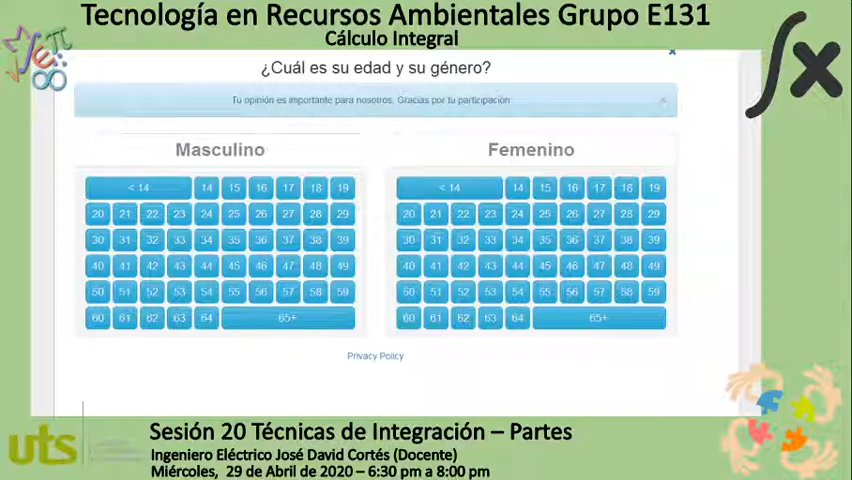 Tecnología en Recursos Ambientales Grupo E131
Cálculo Integral
¿Cuál es su edad y su género?
Tu opinión es importante para nosotros. Gracias por tu participación
Masculino
< 14 14 15 16 17 18 19
20 21 22 23 24 25 26 27 28 29
30 31 32 33 34 35 36 37 38 39
40 41 42 43 44 45 46 47 48 49
50 51 52 53 54 55 56 57 58 59
60 61 62 63 64 65+
Femenino
< 14 14 15 16 17 18 19
20 21 22 23 24 25 26 27 28 29
30 31 32 33 34 35 36 37 38 39
40 41 42 43 44 45 46 47 48 49
50 51 52 53 54 55 56 57 58 59
60 61 62 63 64 65+
Privacy Policy
Sesión 20 Técnicas de Integración – Partes
Ingeniero Eléctrico José David Cortés (Docente)
Miércoles, 29 de Abril de 2020 – 6:30 pm a 8:00 pm
uts
∫x